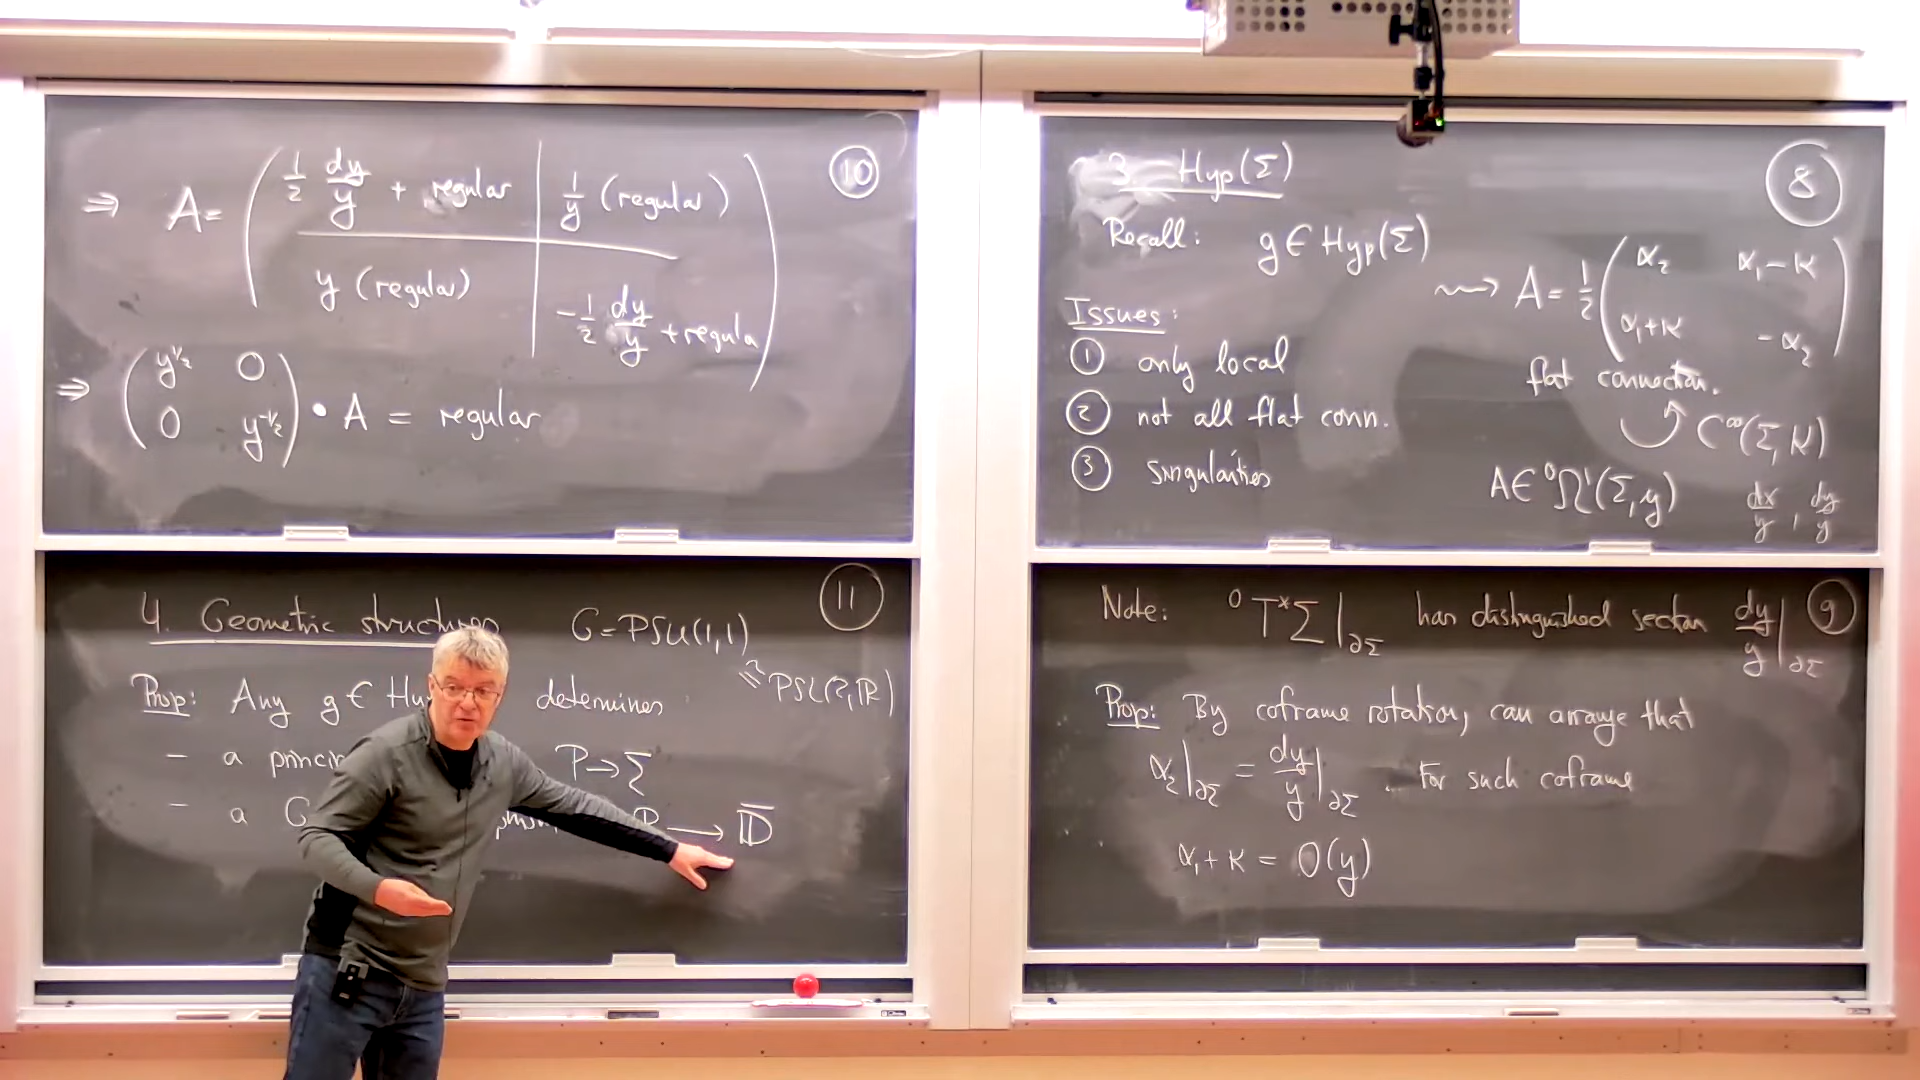 ⑩
⇒ A = ( ½ dy/y + regular | 1/y (regular)
y (regular) | -½ dy/y + regula )
⇒ ( y^½ 0
0 y^-½ ) • A = regular
⑪
4. Geometric structures G = PSU(1,1)
≅ PSL(2,ℝ)
Prop: Any g ∈ determines
- a P → Σ
- a G P → 𝔻̅
⑧
3. Hyp(Σ)
Recall: g ∈ Hyp(Σ)
⇝ A = ½ ( α₂ α₁ - κ
α₁ + κ - α₂ )
flat connection.
Issues:
① only local
② not all flat conn.
③ singularities
↺ C^∞(Σ, K)
A ∈ ⁰Ω¹(Σ, g) dx/y , dy/y
⑨
Note: ⁰T*Σ|∂Σ has distinguished section dy/y|∂Σ
Prop: By coframe rotation, can arrange that
α₂|∂Σ = dy/y|∂Σ . For such coframe
α₁ + κ = O(y)